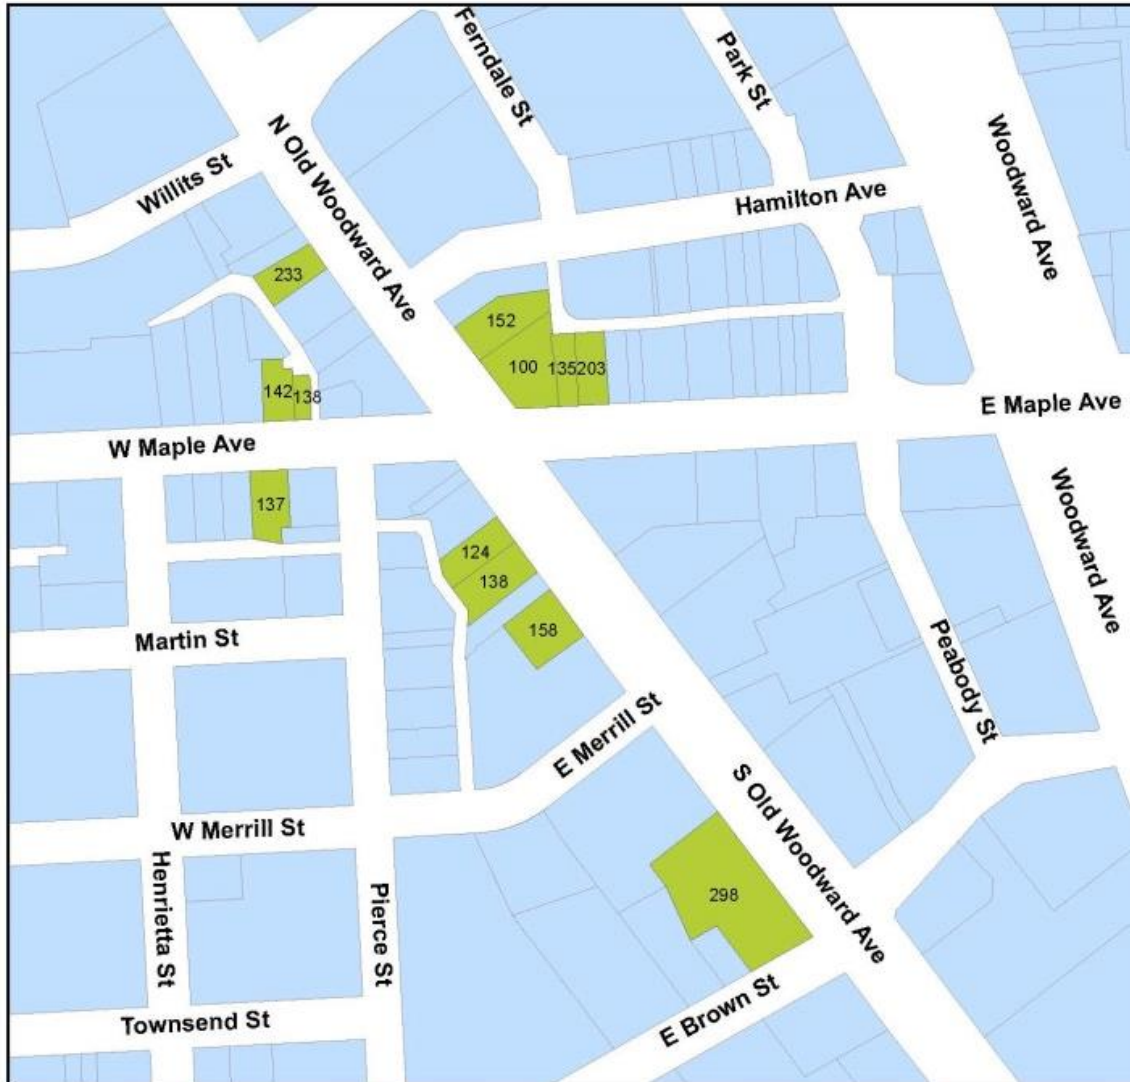 Ferndale St
Park St
N Old Woodward Ave
Woodward Ave
Willits St
Hamilton Ave
233
152
100
135
203
142
138
E Maple Ave
W Maple Ave
137
124
138
158
Woodward Ave
Martin St
Peabody St
E Merrill St
S Old Woodward Ave
W Merrill St
Henrietta St
Pierce St
298
E Brown St
Townsend St